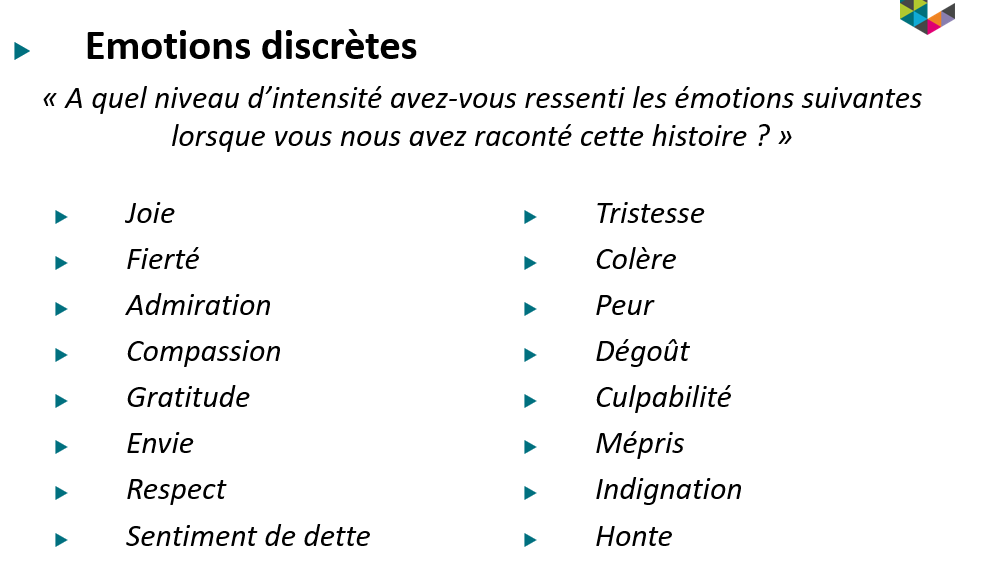 Emotions discrètes
« A quel niveau d’intensité avez-vous ressenti les émotions suivantes
lorsque vous nous avez raconté cette histoire ? »
Joie
Fierté
Admiration
Compassion
Gratitude
Envie
Respect
Sentiment de dette
Tristesse
Colère
Peur
Dégoût
Culpabilité
Mépris
Indignation
Honte